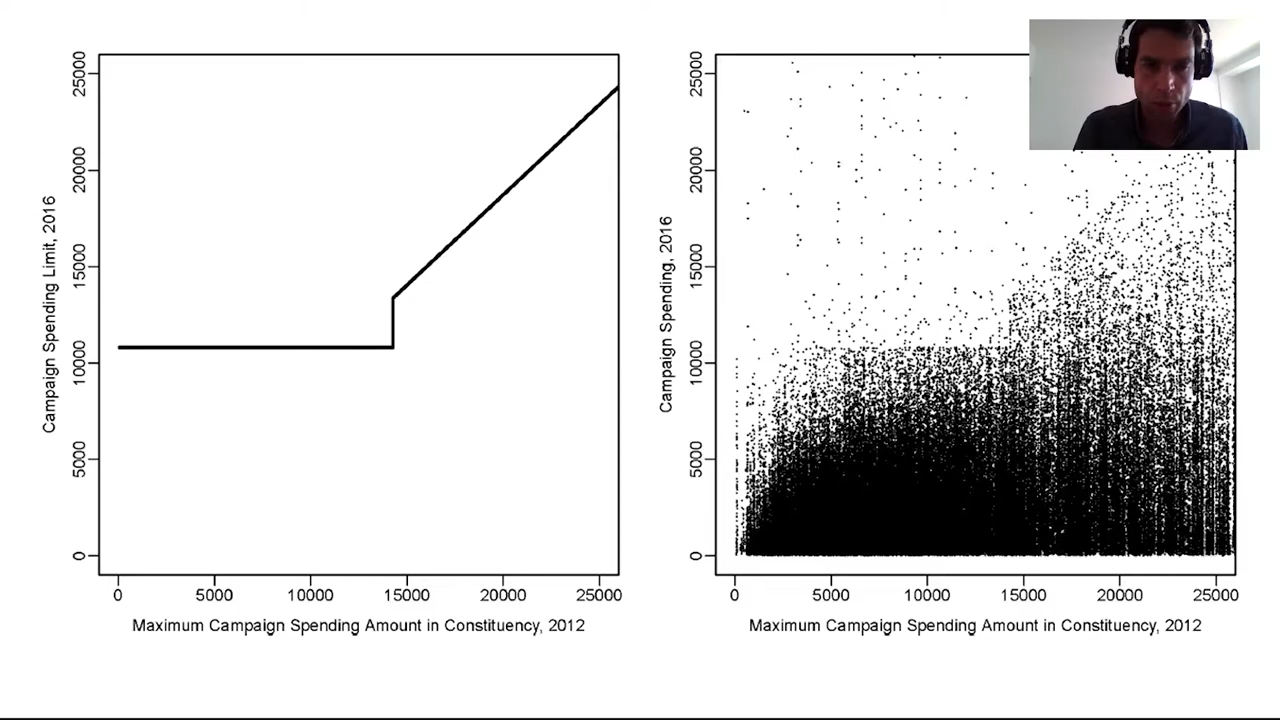 Campaign Spending Limit, 2016
25000
20000
15000
10000
5000
0
0 5000 10000 15000 20000 25000
Maximum Campaign Spending Amount in Constituency, 2012
Campaign Spending, 2016
25000
20000
15000
10000
5000
0
0 5000 10000 15000 20000 25000
Maximum Campaign Spending Amount in Constituency, 2012